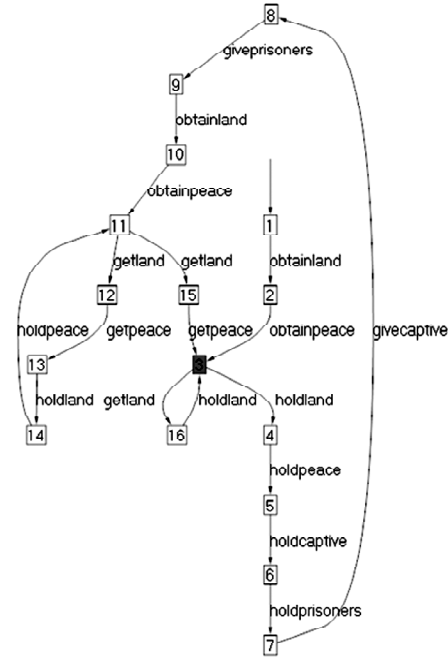 8
giveprisoners
9
obtainland
10
obtainpeace
11
1
getland getland obtainland
12 15 2
holdpeace getpeace getpeace obtainpeace givecaptive
13 3
holdland getland holdland holdland
14 16 4
holdpeace
5
holdcaptive
6
holdprisoners
7